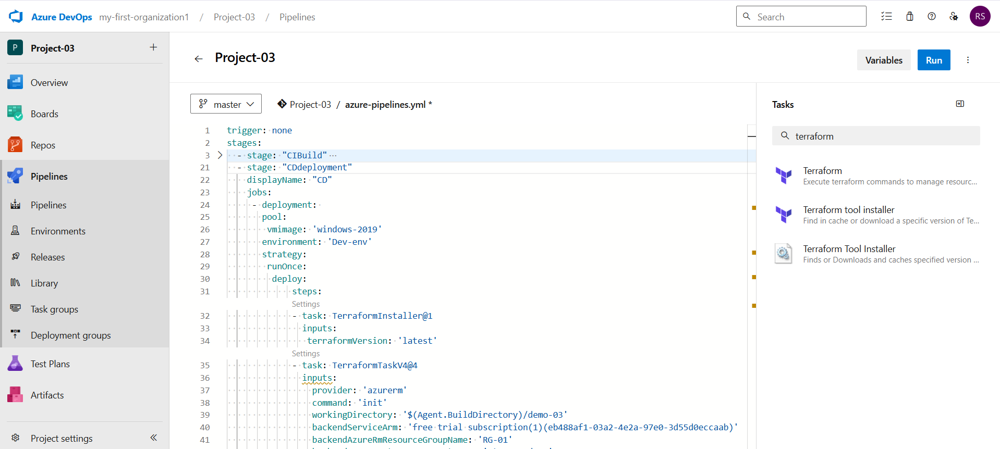 Azure DevOps my-first-organization1 / Project-03 / Pipelines
Search
RS
P Project-03 +
Overview
Boards
Repos
Pipelines
Pipelines
Environments
Releases
Library
Task groups
Deployment groups
Test Plans
Artifacts
Project settings
Project-03
Variables
Run
master
Project-03 / azure-pipelines.yml *
1 trigger: none
2 stages:
3 - stage: "CIBuild" ···
21 - stage: "CDdeployment"
22 displayName: "CD"
23 jobs:
24 - deployment:
25 pool:
26 vmimage: 'windows-2019'
27 environment: 'Dev-env'
28 strategy:
29 runOnce:
30 deploy:
31 steps:
Settings
32 - task: TerraformInstaller@1
33 inputs:
34 terraformVersion: 'latest'
Settings
35 - task: TerraformTaskV4@4
36 inputs:
37 provider: 'azurerm'
38 command: 'init'
39 workingDirectory: '$(Agent.BuildDirectory)/demo-03'
40 backendServiceArm: 'free trial subscription(1)(eb488af1-03a2-4e2a-97e0-3d55d0eccaab)'
41 backendAzureRmResourceGroupName: 'RG-01'
Tasks
terraform
Terraform
Execute terraform commands to manage resourc...
Terraform tool installer
Find in cache or download a specific version of Te...
Terraform Tool Installer
Finds or Downloads and caches specified version ...